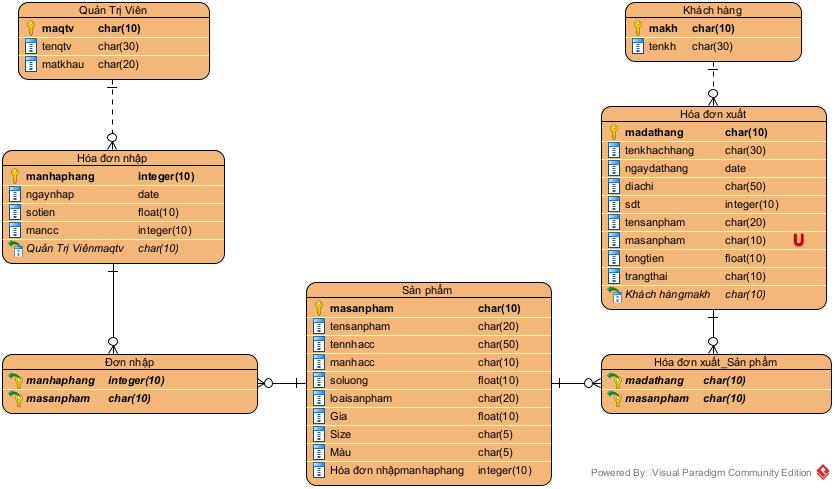 Quản Trị Viên
maqtv char(10)
tenqtv char(30)
matkhau char(20)
Khách hàng
makh char(10)
tenkh char(30)
Hóa đơn nhập
manhaphang integer(10)
ngaynhap date
sotien float(10)
mancc integer(10)
Quản Trị Viênmaqtv char(10)
Hóa đơn xuất
madathang char(10)
tenkhachhang char(30)
ngaydathang date
diachi char(50)
sdt integer(10)
tensanpham char(20)
masanpham char(10) U
tongtien float(10)
trangthai char(10)
Khách hàngmakh char(10)
Sản phẩm
masanpham char(10)
tensanpham char(20)
tennhacc char(50)
manhacc char(10)
soluong float(10)
loaisanpham char(20)
Gia float(10)
Size char(5)
Màu char(5)
Hóa đơn nhậpmanhaphang integer(10)
Đơn nhập
manhaphang integer(10)
masanpham char(10)
Hóa đơn xuất_Sản phẩm
madathang char(10)
masanpham char(10)
Powered By Visual Paradigm Community Edition